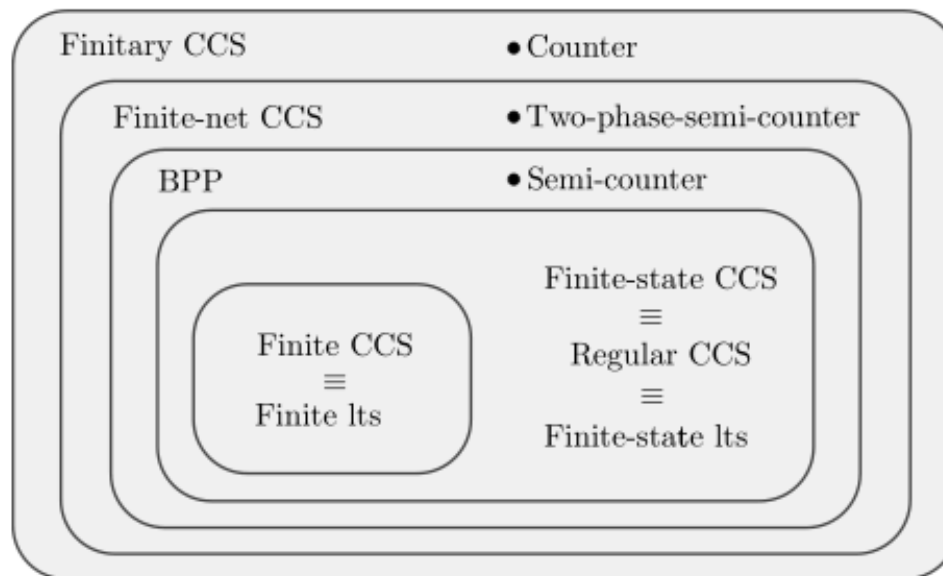 Finitary CCS
• Counter
Finite-net CCS
• Two-phase-semi-counter
BPP
• Semi-counter
Finite CCS
≡
Finite lts
Finite-state CCS
≡
Regular CCS
≡
Finite-state lts